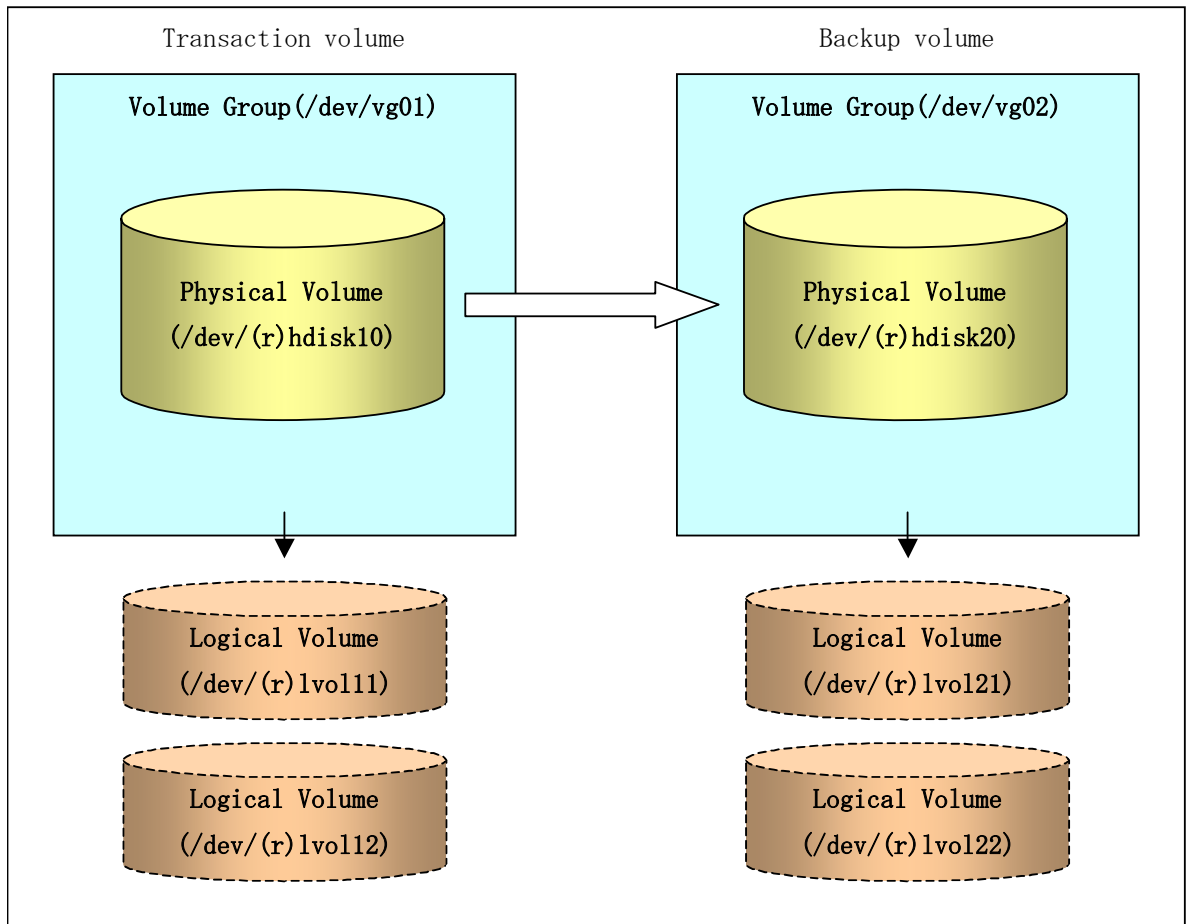 Transaction volume
Backup volume
Volume Group(/dev/vg01)
Volume Group(/dev/vg02)
Physical Volume
(/dev/(r)hdisk10)
Physical Volume
(/dev/(r)hdisk20)
Logical Volume
(/dev/(r)lvol11)
Logical Volume
(/dev/(r)lvol21)
Logical Volume
(/dev/(r)lvol12)
Logical Volume
(/dev/(r)lvol22)